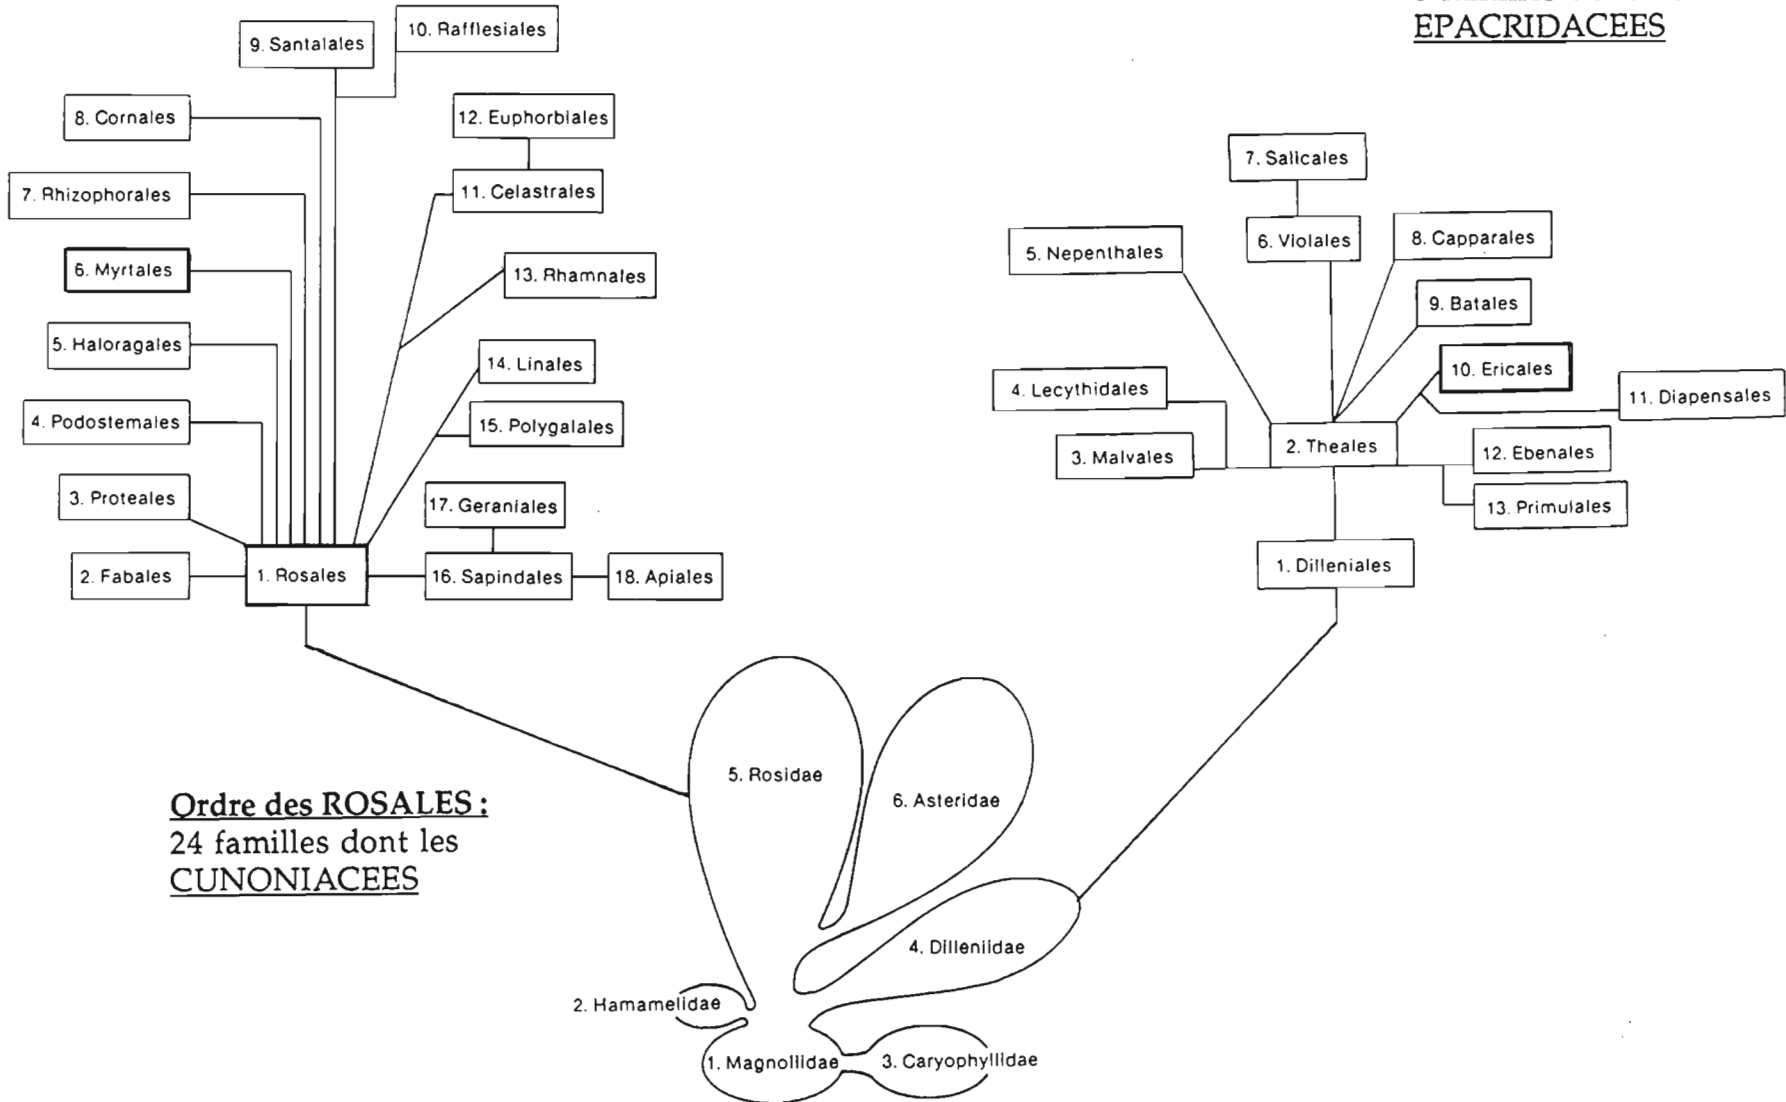 EPACRIDACEES
9. Santalales
10. Rafflesiales
8. Cornales
12. Euphorbiales
7. Rhizophorales
11. Celastrales
6. Myrtales
13. Rhamnales
5. Haloragales
14. Linales
4. Podostemales
15. Polygalales
3. Proteales
17. Geraniales
2. Fabales
1. Rosales
16. Sapindales
18. Apiales
7. Salicales
5. Nepenthales
6. Violales
8. Capparales
9. Batales
10. Ericales
4. Lecythidales
11. Diapensales
3. Malvales
2. Theales
12. Ebenales
13. Primulales
1. Dilleniales
Ordre des ROSALES :
24 familles dont les
CUNONIACEES
5. Rosidae
6. Asteridae
4. Dilleniidae
2. Hamamelidae
1. Magnoliidae
3. Caryophyllidae